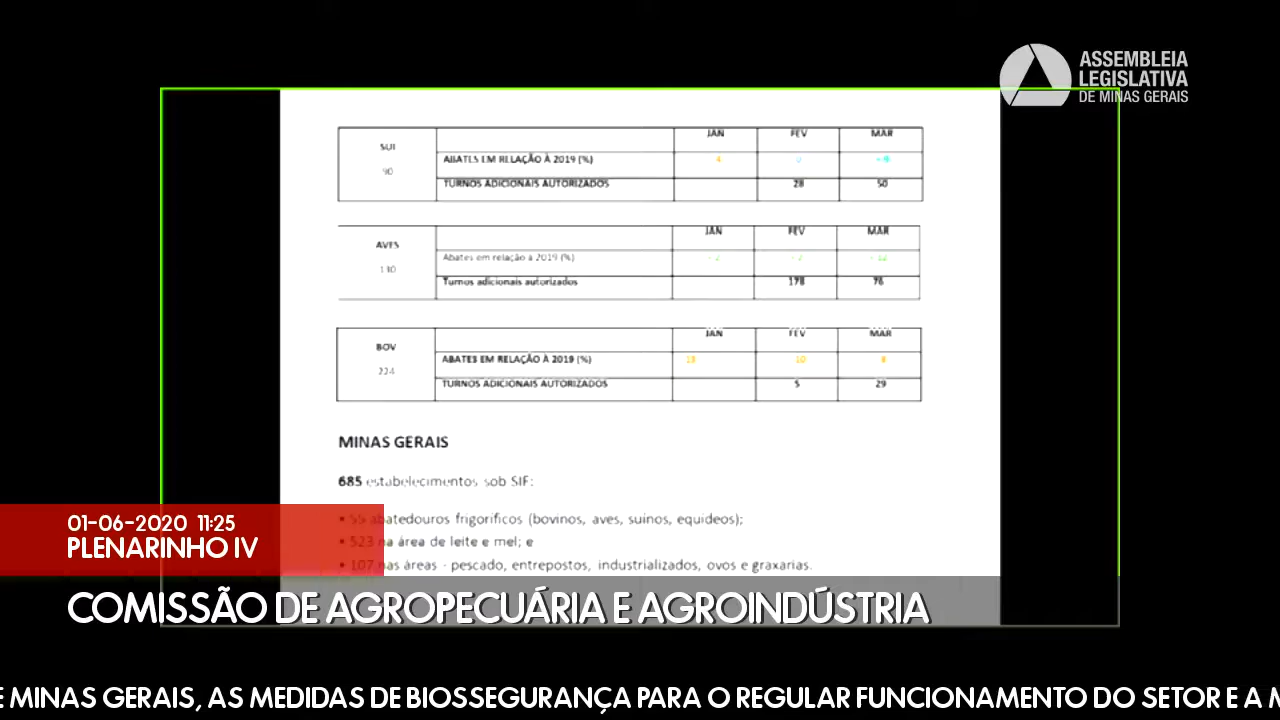 ASSEMBLEIA
LEGISLATIVA
DE MINAS GERAIS
JAN FEV MAR
SUI
90
ABATES EM RELAÇÃO À 2019 (%) 4 0
TURNOS ADICIONAIS AUTORIZADOS 28 50
JAN FEV MAR
AVES
110
Abates em relação à 2019 (%) - 2 - 2 - 12
Turnos adicionais autorizados 178 76
JAN FEV MAR
BOV
224
ABATES EM RELAÇÃO À 2019 (%) 10 8
TURNOS ADICIONAIS AUTORIZADOS 5 29
MINAS GERAIS
685 estabelecimentos sob SIF:
• 55 abatedouros frigoríficos (bovinos, aves, suínos, equídeos);
• 523 na área de leite e mel; e
• 107 nas áreas - pescado, entrepostos, industrializados, ovos e graxarias.
01-06-2020 11:25
PLENARINHO IV
COMISSÃO DE AGROPECUÁRIA E AGROINDÚSTRIA
E MINAS GERAIS, AS MEDIDAS DE BIOSSEGURANÇA PARA O REGULAR FUNCIONAMENTO DO SETOR E A M